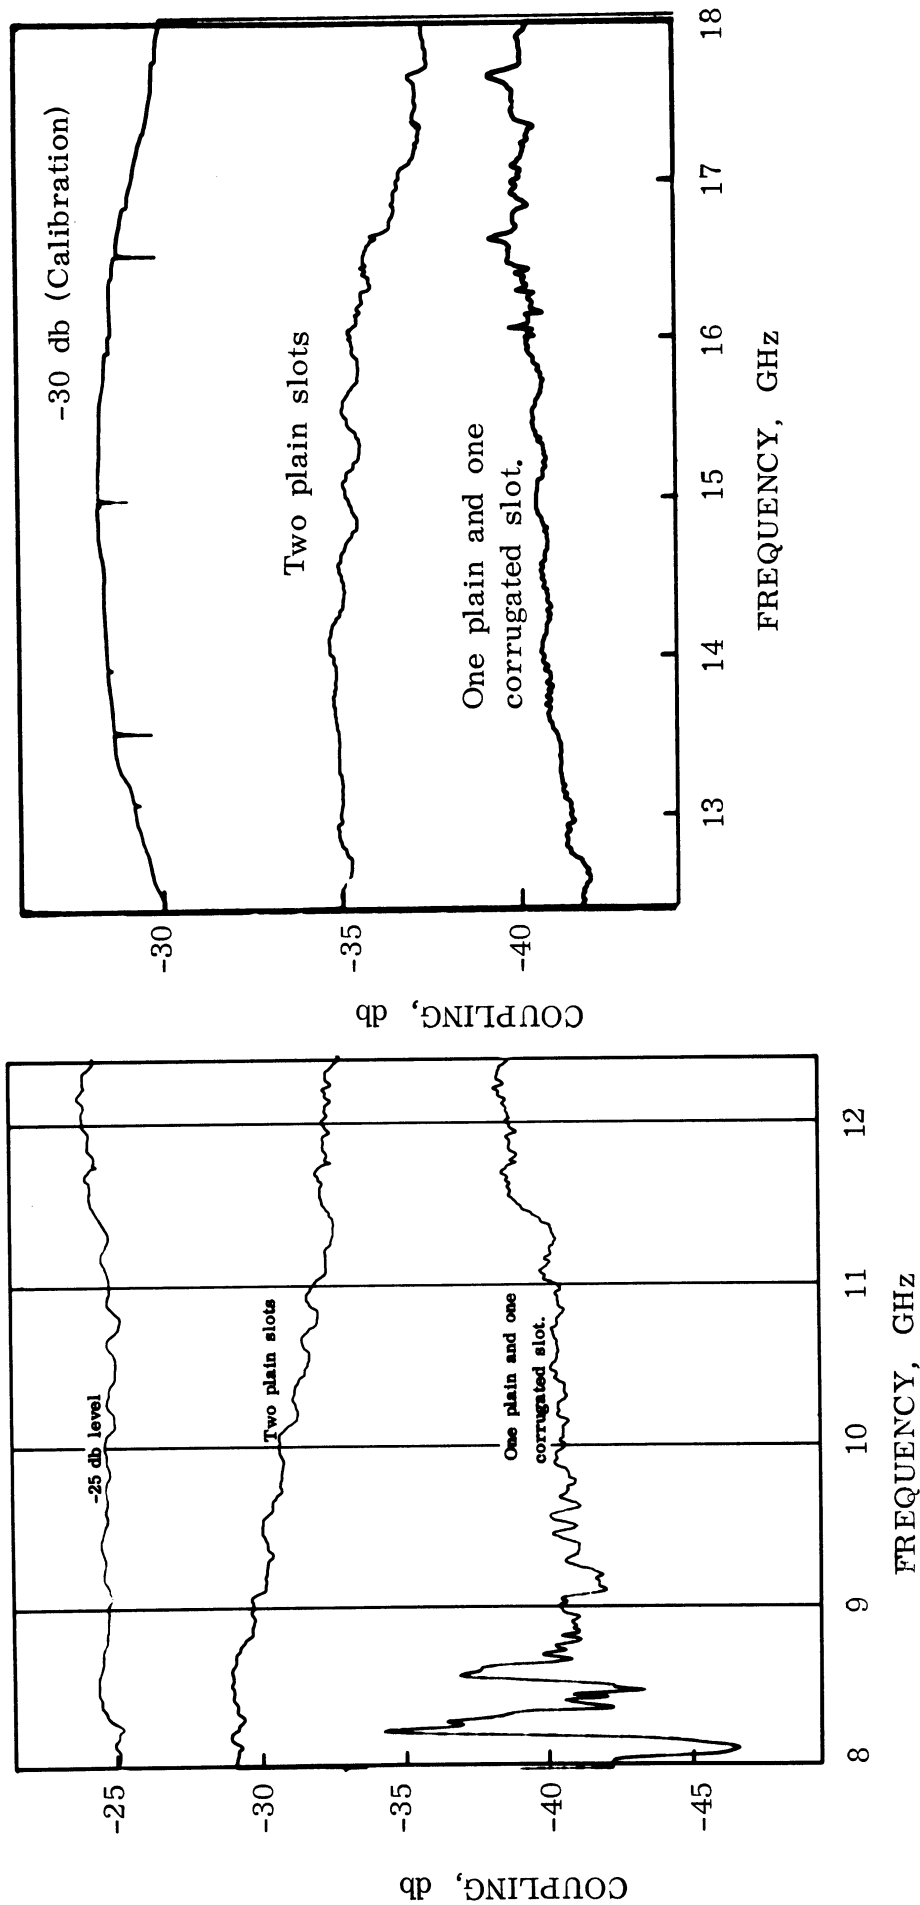 -25 db level
Two plain slots
One plain and one
corrugated slot.
-25
-30
-35
-40
-45
COUPLING, db
8
9
10
11
12
FREQUENCY, GHz
-30 db (Calibration)
Two plain slots
One plain and one
corrugated slot.
-30
-35
-40
COUPLING, db
13
14
15
16
17
18
FREQUENCY, GHz